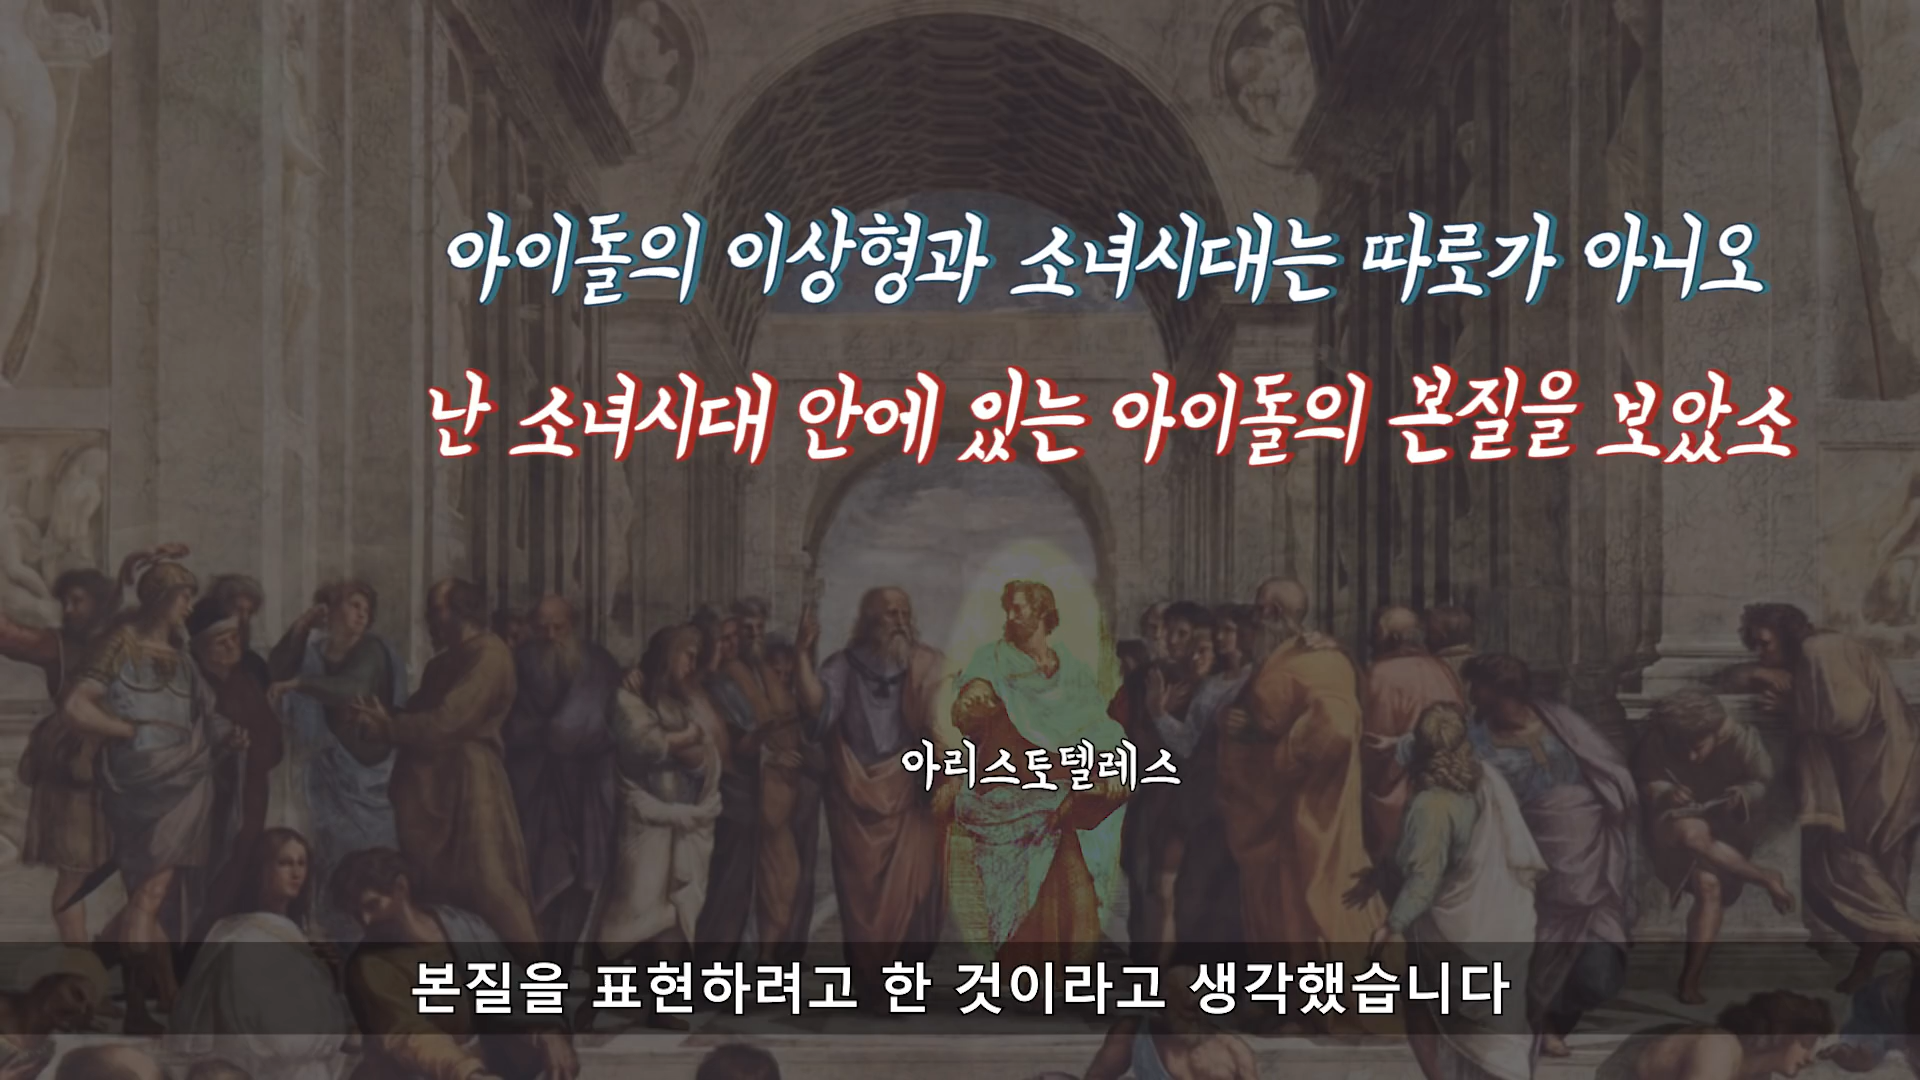 아이돌의 이상형과 소녀시대는 따로가 아니오
난 소녀시대 안에 있는 아이돌의 본질을 보았소
아리스토텔레스
본질을 표현하려고 한 것이라고 생각했습니다